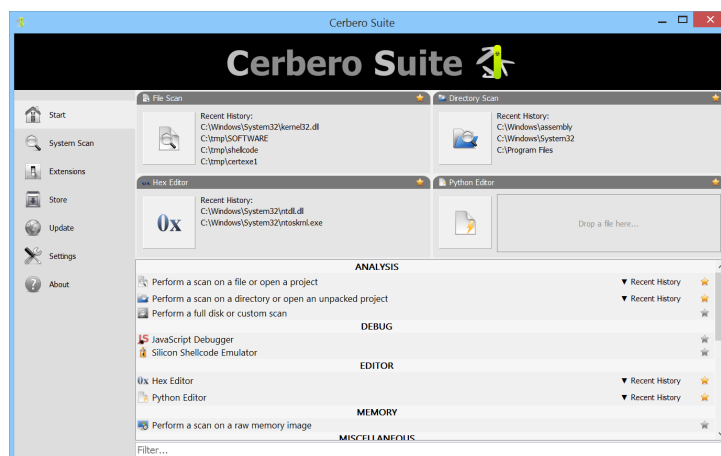 Cerbero Suite
Cerbero Suite
Start
System Scan
Extensions
Store
Update
Settings
About
File Scan
Recent History:
C:\Windows\System32\kernel32.dll
C:\tmp\SOFTWARE
C:\tmp\shellcode
C:\tmp\certexe1
Directory Scan
Recent History:
C:\Windows\assembly
C:\Windows\System32
C:\Program Files
Hex Editor
0x
Recent History:
C:\Windows\System32\ntdll.dll
C:\Windows\System32\ntoskrnl.exe
Python Editor
Drop a file here...
ANALYSIS
Perform a scan on a file or open a project ▼ Recent History
Perform a scan on a directory or open an unpacked project ▼ Recent History
Perform a full disk or custom scan
DEBUG
JS JavaScript Debugger
Silicon Shellcode Emulator
EDITOR
0x Hex Editor ▼ Recent History
Python Editor ▼ Recent History
MEMORY
Perform a scan on a raw memory image
MISCELLANEOUS
Filter...